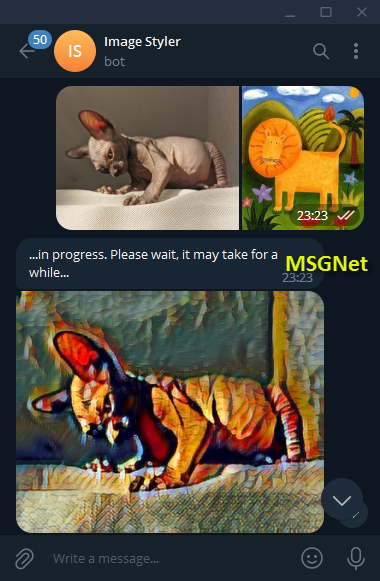 50
IS
Image Styler
bot
23:23
...in progress. Please wait, it may take for a
while...
23:23
MSGNet
Write a message...